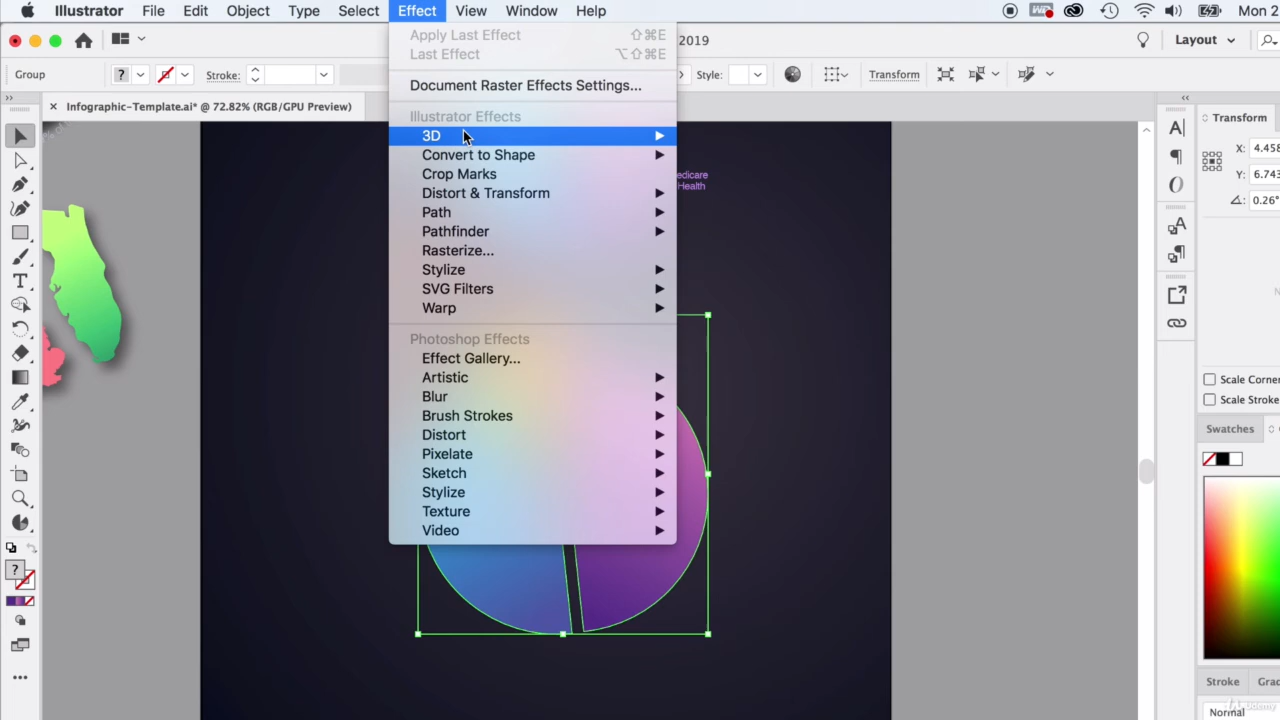 Illustrator File Edit Object Type Select Effect View Window Help Mon 2
2019 Layout
Group ? Stroke: Style: Transform
Infographic-Template.ai* @ 72.82% (RGB/GPU Preview)
Apply Last Effect ⇧⌘E
Last Effect ⌥⇧⌘E
Document Raster Effects Settings...
Illustrator Effects
3D
Convert to Shape
Crop Marks
Distort & Transform
Path
Pathfinder
Rasterize...
Stylize
SVG Filters
Warp
Photoshop Effects
Effect Gallery...
Artistic
Blur
Brush Strokes
Distort
Pixelate
Sketch
Stylize
Texture
Video
edicare
Health
?
Transform
X: 4.458
Y: 6.743
0.26°
Scale Corne
Scale Stroke
Swatches
Stroke Grad
Normal
Udemy